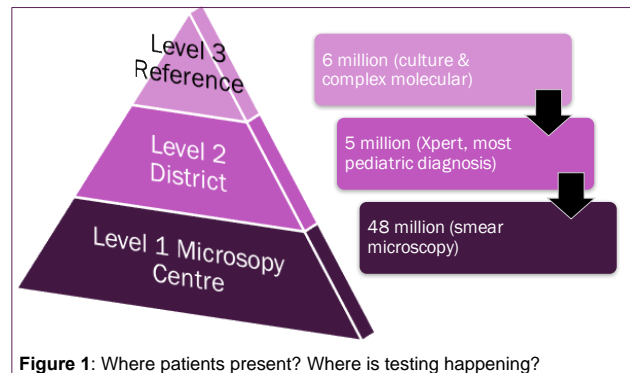 Level 3
Reference
Level 2
District
Level 1 Microsopy
Centre
6 million (culture &
complex molecular)
5 million (Xpert, most
pediatric diagnosis)
48 million (smear
microscopy)
Figure 1: Where patients present? Where is testing happening?